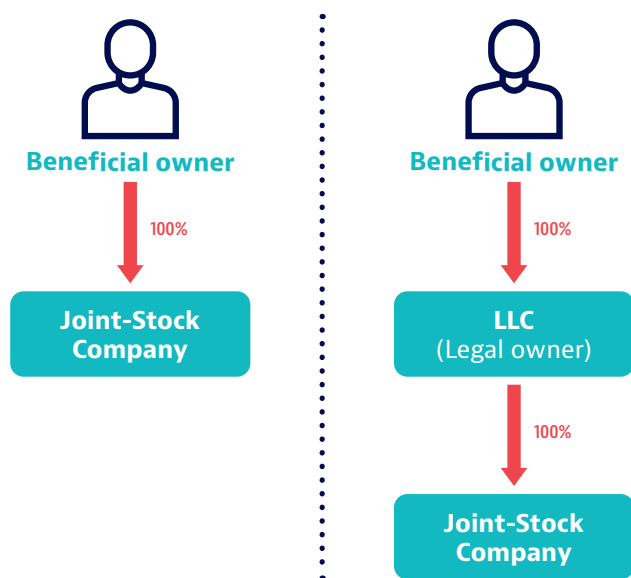 Beneficial owner
100%
Joint-Stock
Company
Beneficial owner
100%
LLC
(Legal owner)
100%
Joint-Stock
Company